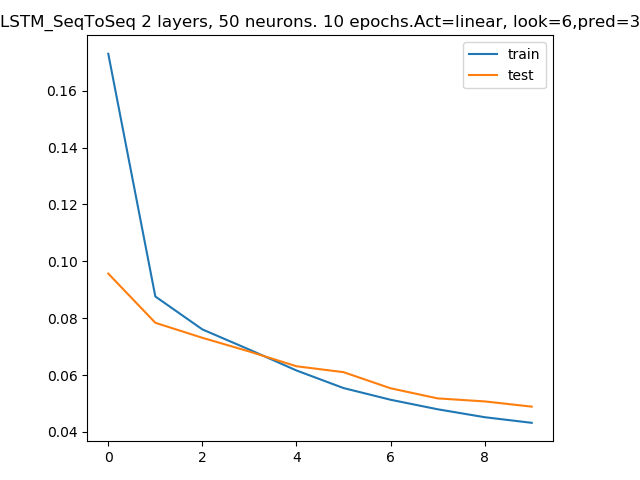 LSTM_SeqToSeq 2 layers, 50 neurons. 10 epochs.Act=linear, look=6,pred=3
train
test
0.16
0.14
0.12
0.10
0.08
0.06
0.04
0 2 4 6 8